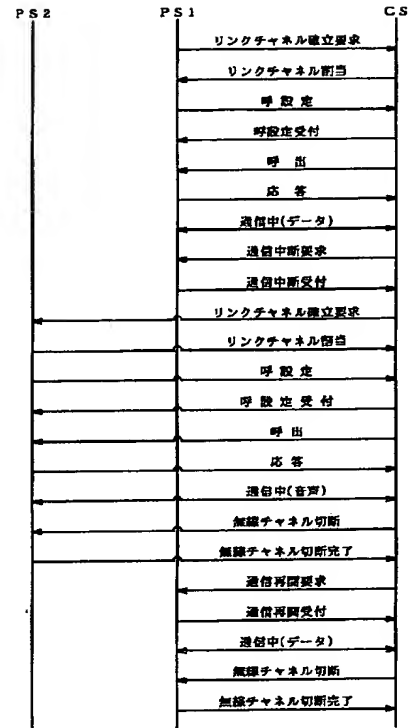 PS2 PS1 CS
リンクチャネル確立要求
リンクチャネル割当
呼設定
呼設定受付
呼出
応答
通信中(データ)
通信中断要求
通信中断受付
リンクチャネル確立要求
リンクチャネル割当
呼設定
呼設定受付
呼出
応答
通信中(音声)
無線チャネル切断
無線チャネル切断完了
通信再開要求
通信再開受付
通信中(データ)
無線チャネル切断
無線チャネル切断完了